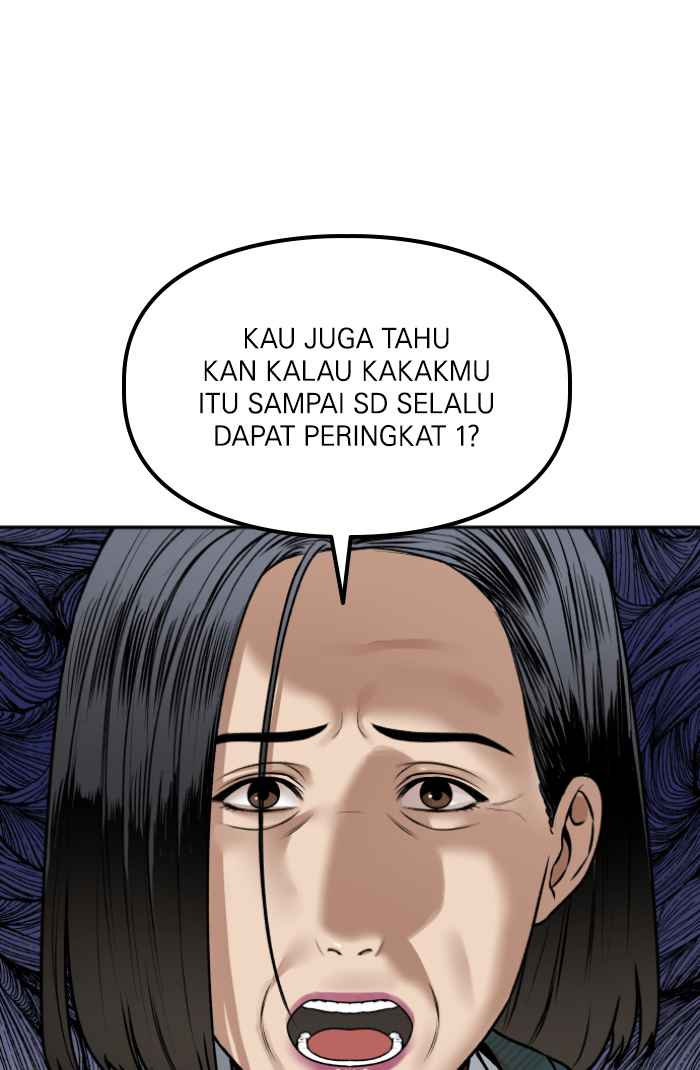 KAU JUGA TAHU
KAN KALAU KAKAKMU
ITU SAMPAI SD SELALU
DAPAT PERINGKAT 1?